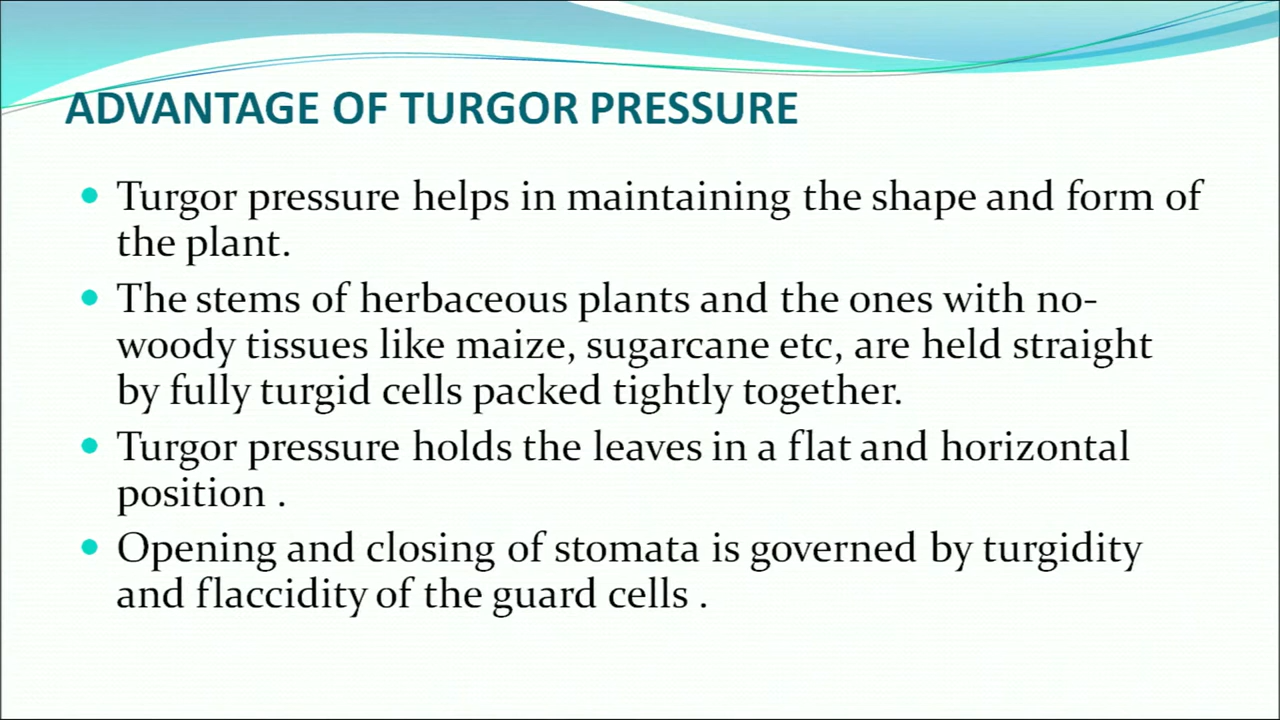 ADVANTAGE OF TURGOR PRESSURE
• Turgor pressure helps in maintaining the shape and form of
the plant.
• The stems of herbaceous plants and the ones with no-
woody tissues like maize, sugarcane etc, are held straight
by fully turgid cells packed tightly together.
• Turgor pressure holds the leaves in a flat and horizontal
position .
• Opening and closing of stomata is governed by turgidity
and flaccidity of the guard cells .